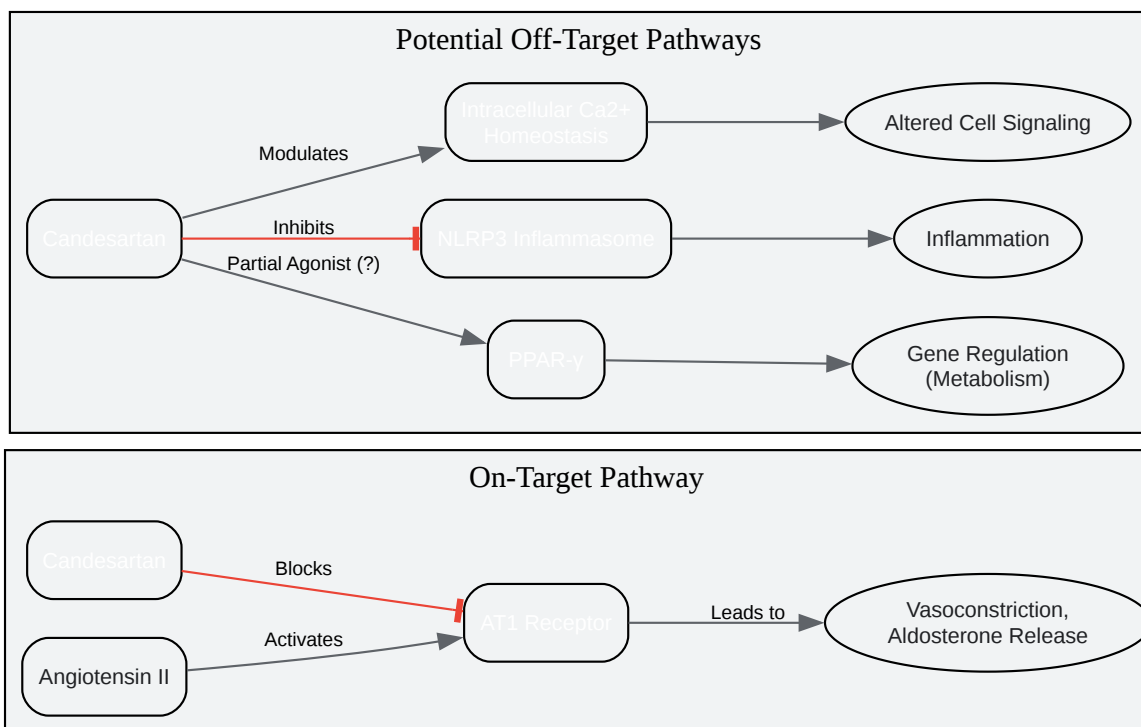 Potential Off-Target Pathways
Intracellular Ca2+
Homeostasis
Altered Cell Signaling
Modulates
Candesartan
Inhibits
NLRP3 Inflammasome
Inflammation
Partial Agonist (?)
PPAR-γ
Gene Regulation
(Metabolism)
On-Target Pathway
Candesartan
Blocks
AT1 Receptor
Leads to
Vasoconstriction,
Aldosterone Release
Activates
Angiotensin II